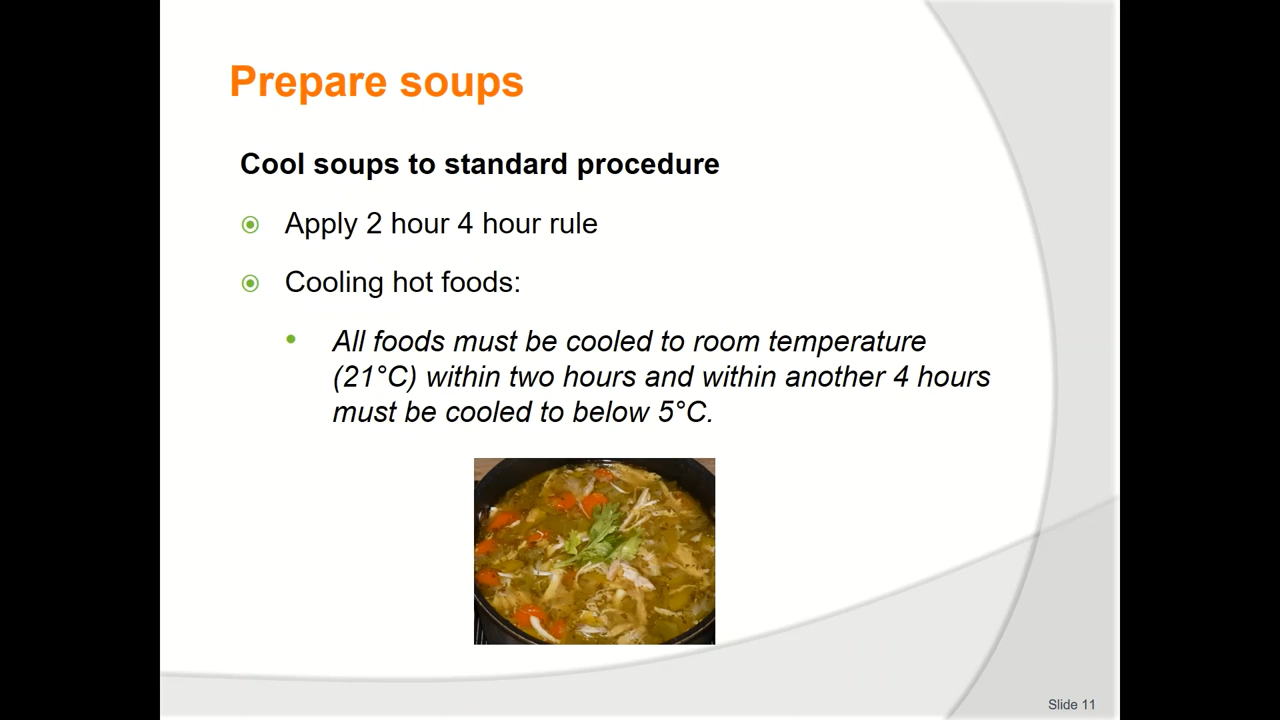 Prepare soups
Cool soups to standard procedure
Apply 2 hour 4 hour rule
Cooling hot foods:
All foods must be cooled to room temperature
(21°C) within two hours and within another 4 hours
must be cooled to below 5°C.
Slide 11